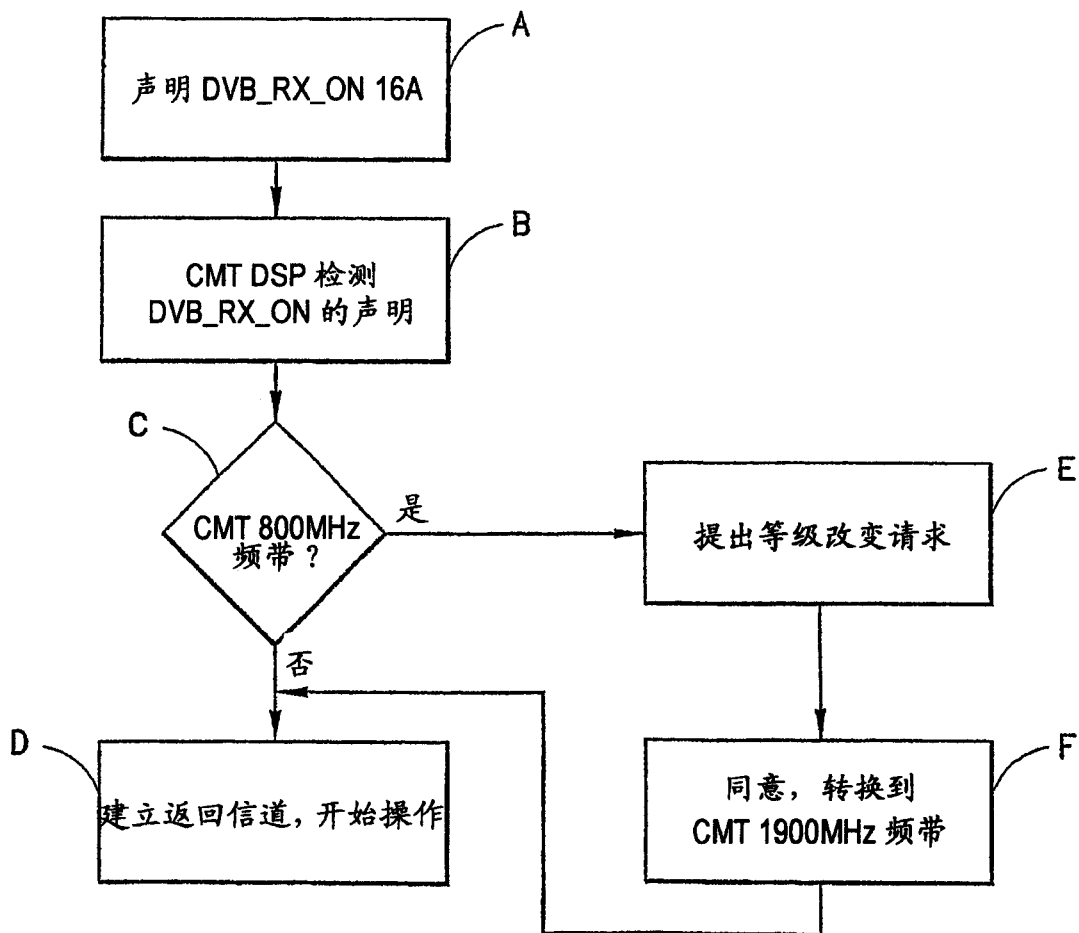 A
声明 DVB_RX_ON 16A
B
CMT DSP 检测
DVB_RX_ON 的声明
C
CMT 800MHz
频带？
是
E
提出等级改变请求
否
D
建立返回信道，开始操作
F
同意，转换到
CMT 1900MHz 频带